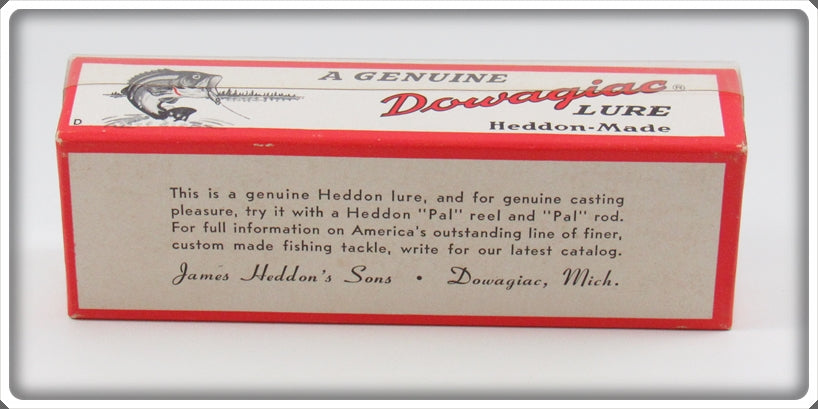 A GENUINE
Dowagiac®
LURE
Heddon-Made
D
This is a genuine Heddon lure, and for genuine casting
pleasure, try it with a Heddon "Pal" reel and "Pal" rod.
For full information on America's outstanding line of finer,
custom made fishing tackle, write for our latest catalog.
James Heddon's Sons • Dowagiac, Mich.